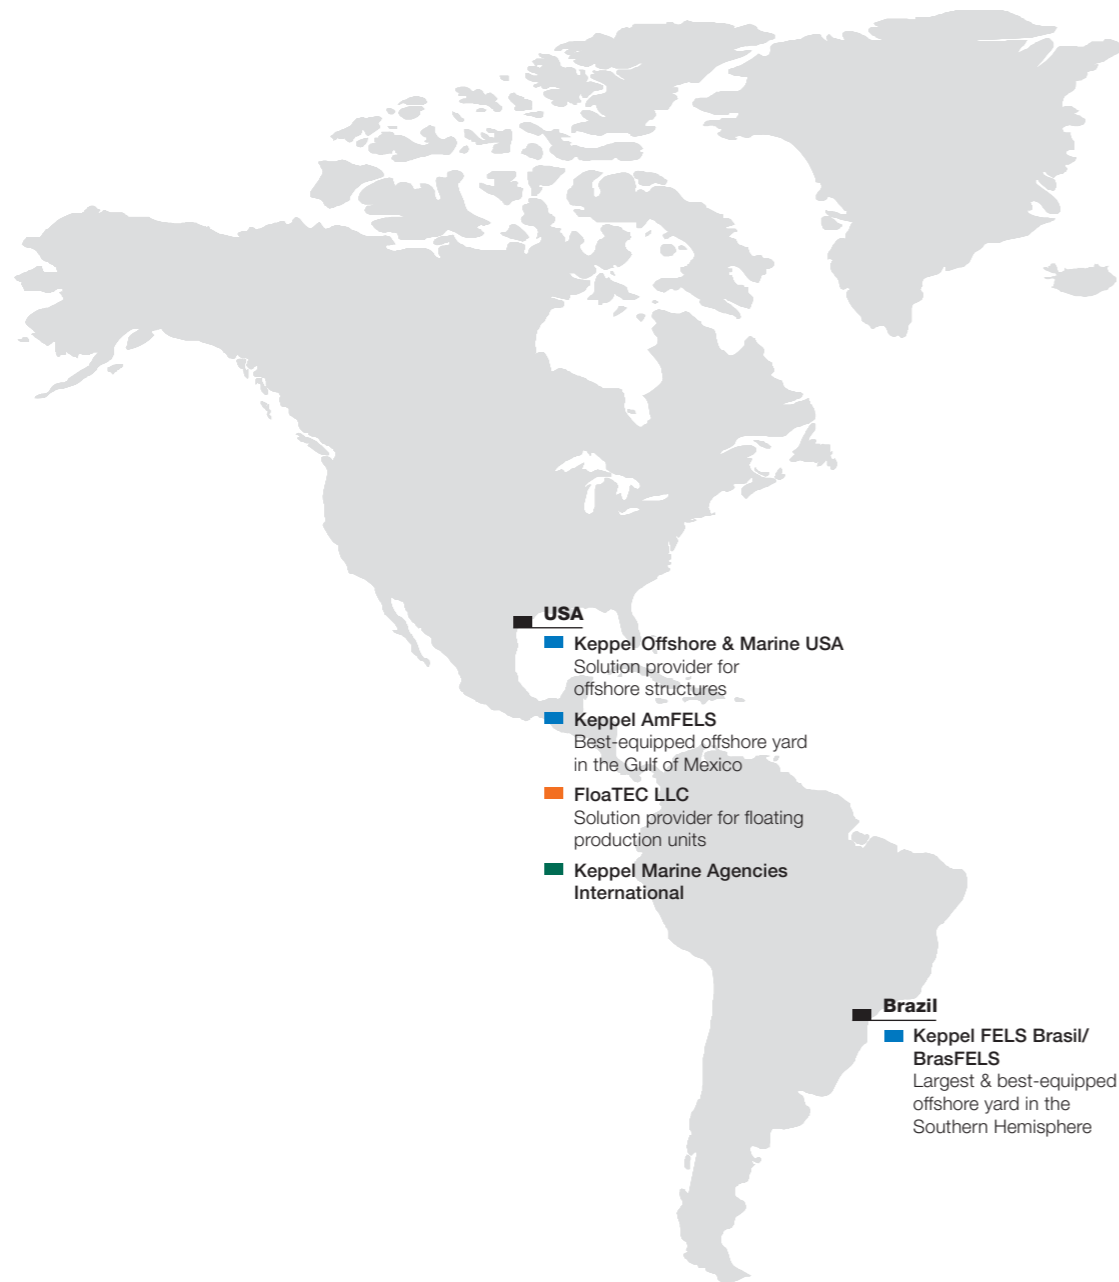 USA
Keppel Offshore & Marine USA
Solution provider for
offshore structures
Keppel AmFELS
Best-equipped offshore yard
in the Gulf of Mexico
FloaTEC LLC
Solution provider for floating
production units
Keppel Marine Agencies
International
Brazil
Keppel FELS Brasil/
BrasFELS
Largest & best-equipped
offshore yard in the
Southern Hemisphere